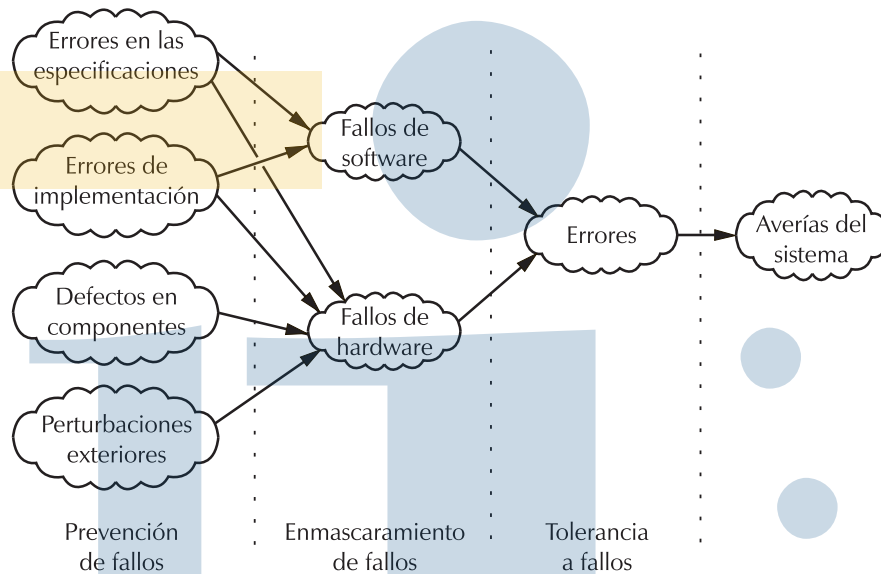 Errores en las
especificaciones
Errores de
implementación
Defectos en
componentes
Perturbaciones
exteriores
Fallos de
software
Fallos de
hardware
Errores
Averías del
sistema
Prevención
de fallos
Enmascaramiento
de fallos
Tolerancia
a fallos